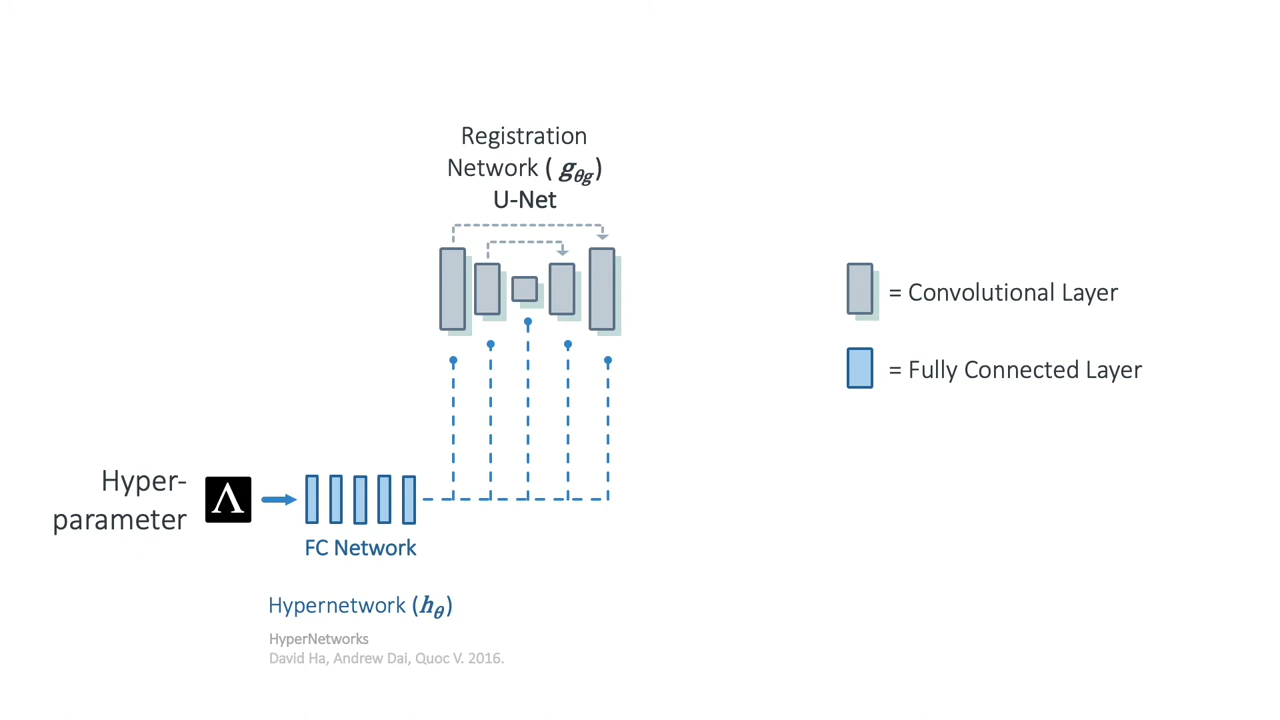 Registration
Network ( gθg)
U-Net
= Convolutional Layer
= Fully Connected Layer
Hyper-
parameter
Λ
FC Network
Hypernetwork (hθ)
HyperNetworks
David Ha, Andrew Dai, Quoc V. 2016.